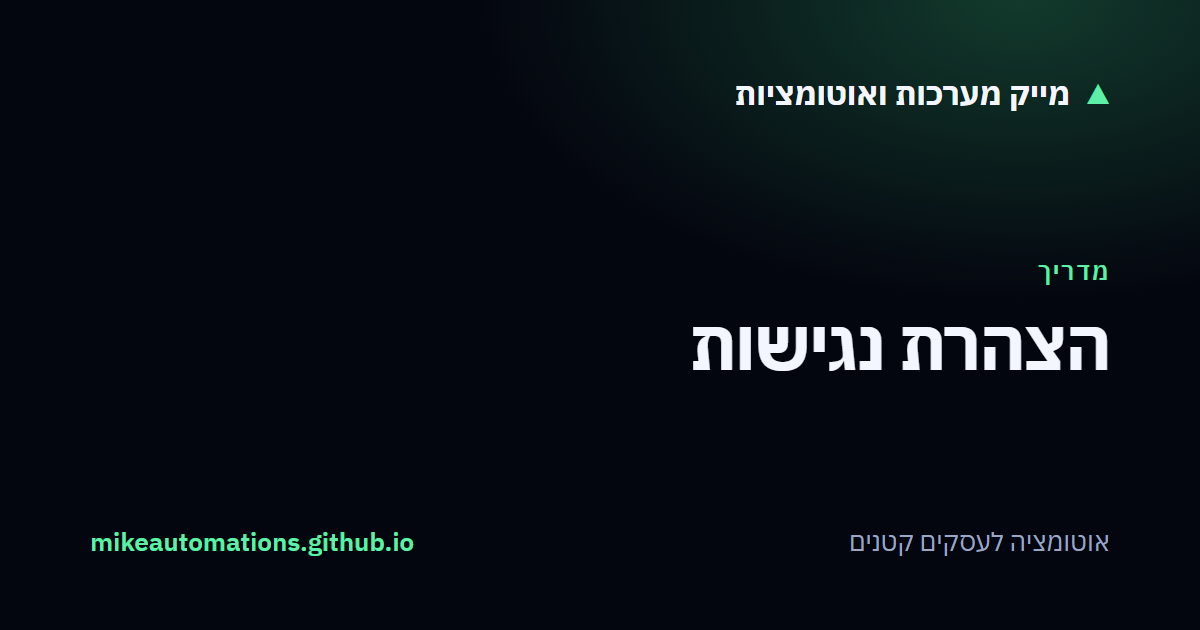 מייק מערכות ואוטומציות
מדריך
הצהרת נגישות
אוטומציה לעסקים קטנים
mikeautomations.github.io